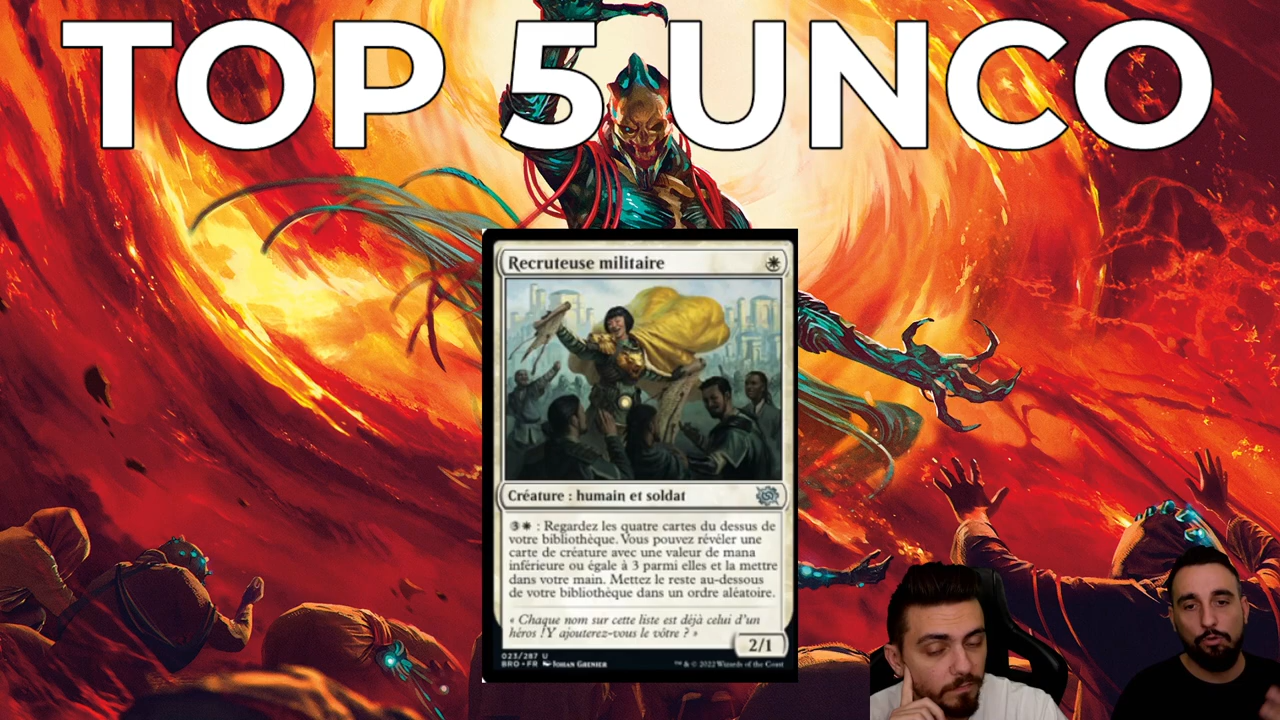 TOP 5 UNCO
Recruteuse militaire
Créature : humain et soldat
3 : Regardez les quatre cartes du dessus de
votre bibliothèque. Vous pouvez révéler une
carte de créature avec une valeur de mana
inférieure ou égale à 3 parmi elles et la mettre
dans votre main. Mettez le reste au-dessous
de votre bibliothèque dans un ordre aléatoire.
« Chaque nom sur cette liste est déjà celui d'un
héros ! Y ajouterez-vous le vôtre ? »
2/1
023/287 U
BRO • FR Johan Grenier
™ & © 2022 Wizards of the Coast